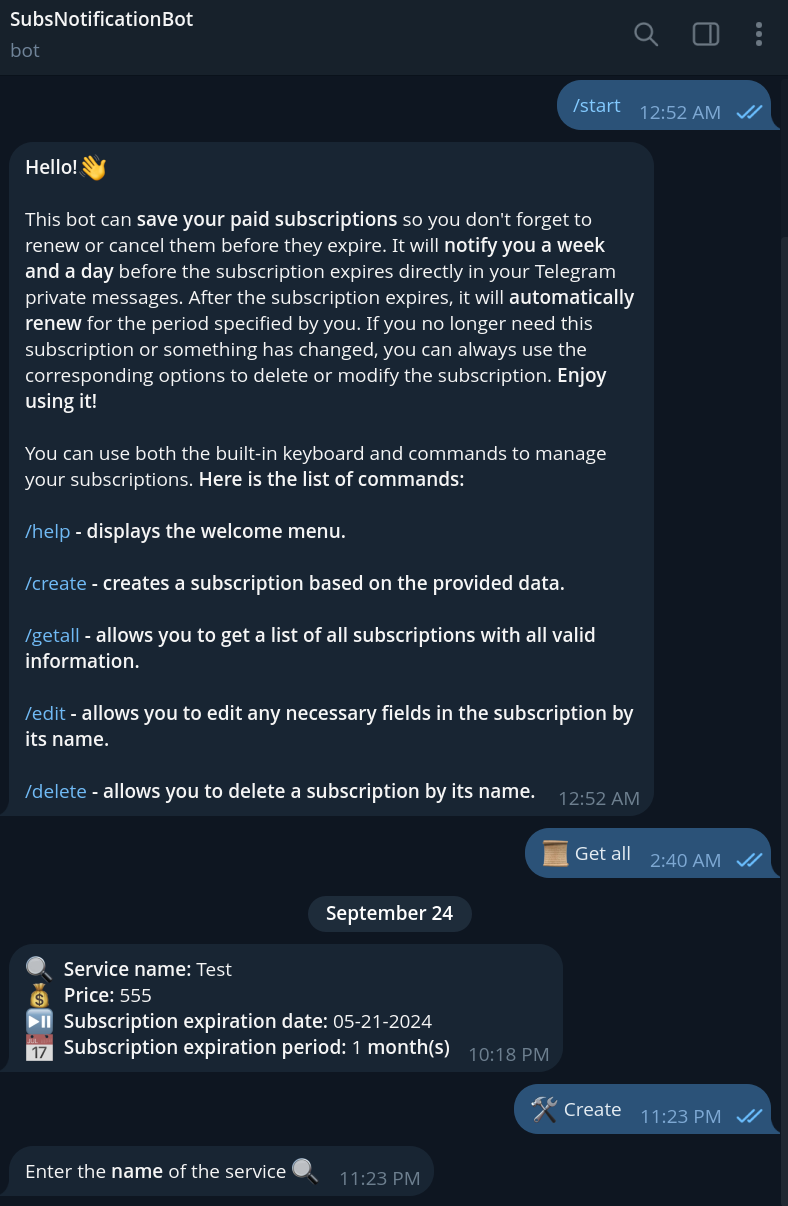 SubsNotificationBot
bot
/start 12:52 AM
Hello!👋
This bot can save your paid subscriptions so you don't forget to
renew or cancel them before they expire. It will notify you a week
and a day before the subscription expires directly in your Telegram
private messages. After the subscription expires, it will automatically
renew for the period specified by you. If you no longer need this
subscription or something has changed, you can always use the
corresponding options to delete or modify the subscription. Enjoy
using it!
You can use both the built-in keyboard and commands to manage
your subscriptions. Here is the list of commands:
/help - displays the welcome menu.
/create - creates a subscription based on the provided data.
/getall - allows you to get a list of all subscriptions with all valid
information.
/edit - allows you to edit any necessary fields in the subscription by
its name.
/delete - allows you to delete a subscription by its name. 12:52 AM
📜 Get all 2:40 AM
September 24
🔍 Service name: Test
💰 Price: 555
⏯ Subscription expiration date: 05-21-2024
📅 Subscription expiration period: 1 month(s) 10:18 PM
🛠 Create 11:23 PM
Enter the name of the service 🔍 11:23 PM